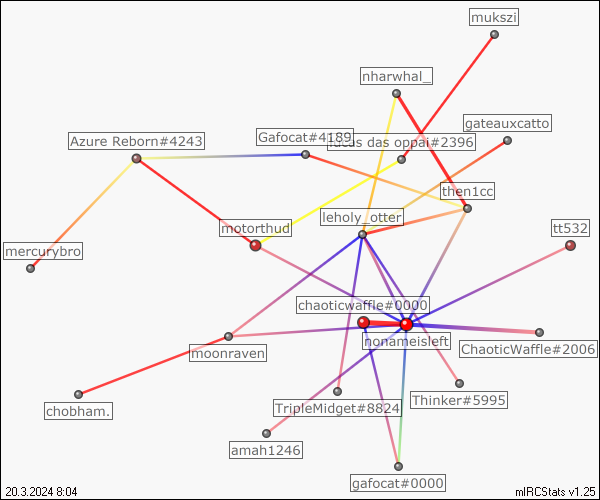 mukszi
nharwhal_
gateauxcatto
Gafocat#4189
Azure Reborn#4243
das oppai#2396
then1cc
leholy_otter
motorthud
tt532
mercurybro
chaoticwaffle#0000
nonameisleft
ChaoticWaffle#2006
moonraven
Thinker#5995
TripleMidget#8824
chobham.
amah1246
gafocat#0000
20.3.2024 8:04
mIRCStats v1.25